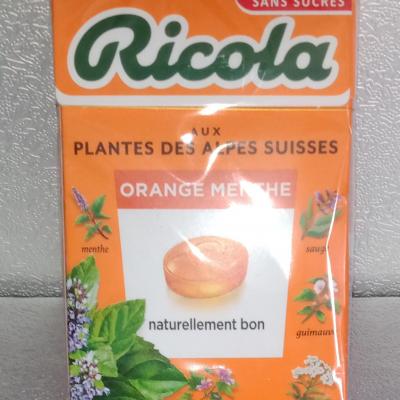 SANS SUCRES
Ricola
AUX
PLANTES DES ALPES SUISSES
ORANGE MENTHE
menthe
sauge
naturellement bon
guimauve